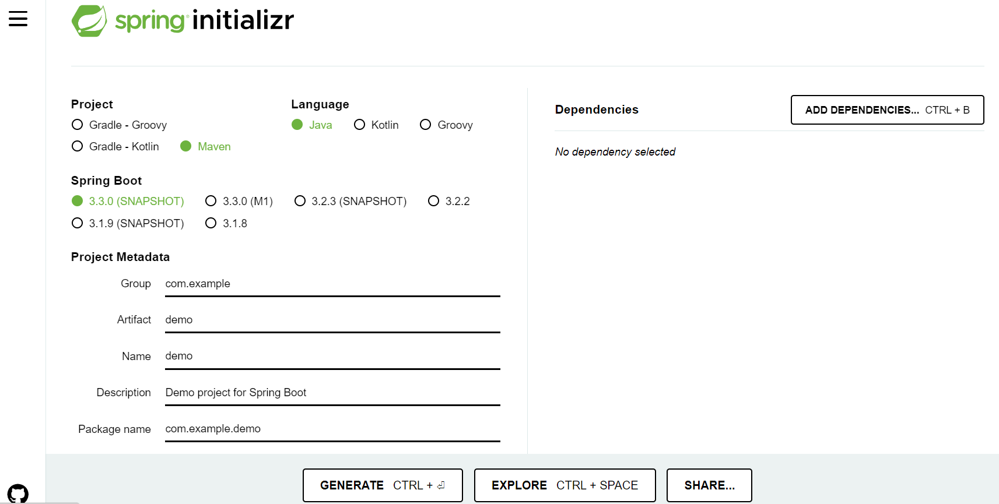 spring initializr
Project
Gradle - Groovy
Gradle - Kotlin Maven
Language
Java Kotlin Groovy
Spring Boot
3.3.0 (SNAPSHOT) 3.3.0 (M1) 3.2.3 (SNAPSHOT) 3.2.2
3.1.9 (SNAPSHOT) 3.1.8
Project Metadata
Group com.example
Artifact demo
Name demo
Description Demo project for Spring Boot
Package name com.example.demo
Dependencies ADD DEPENDENCIES... CTRL + B
No dependency selected
GENERATE CTRL + ⏎ EXPLORE CTRL + SPACE SHARE...